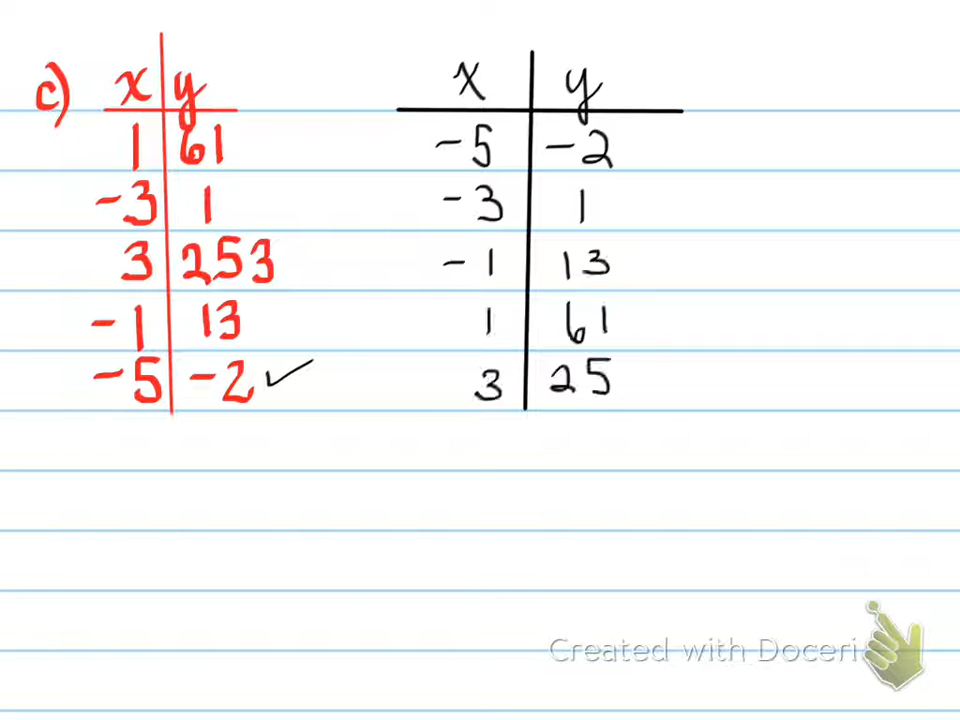 c) x y x y
1 61 -5 -2
-3 1 -3 1
3 253 -1 13
-1 13 1 61
-5 -2 ✓ 3 25
Created with Doceri